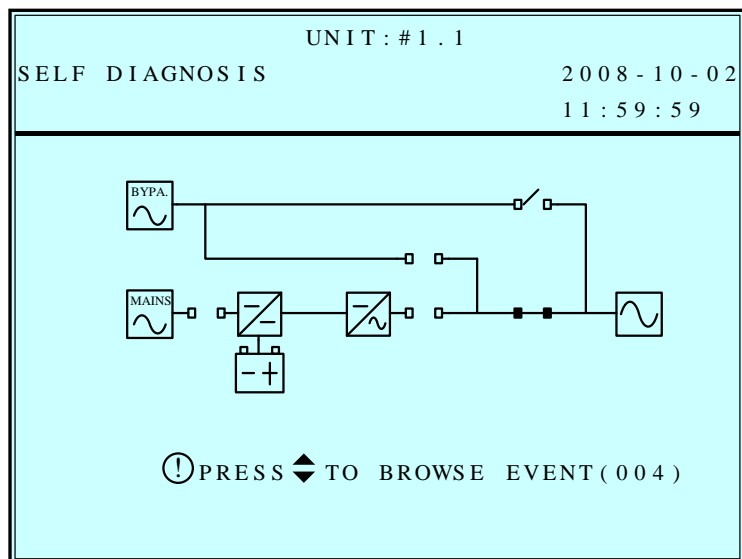 UNIT:#1.1
SELF DIAGNOSIS
2008-10-02
11:59:59
BYPA.
MAINS
PRESS TO BROWSE EVENT(004)